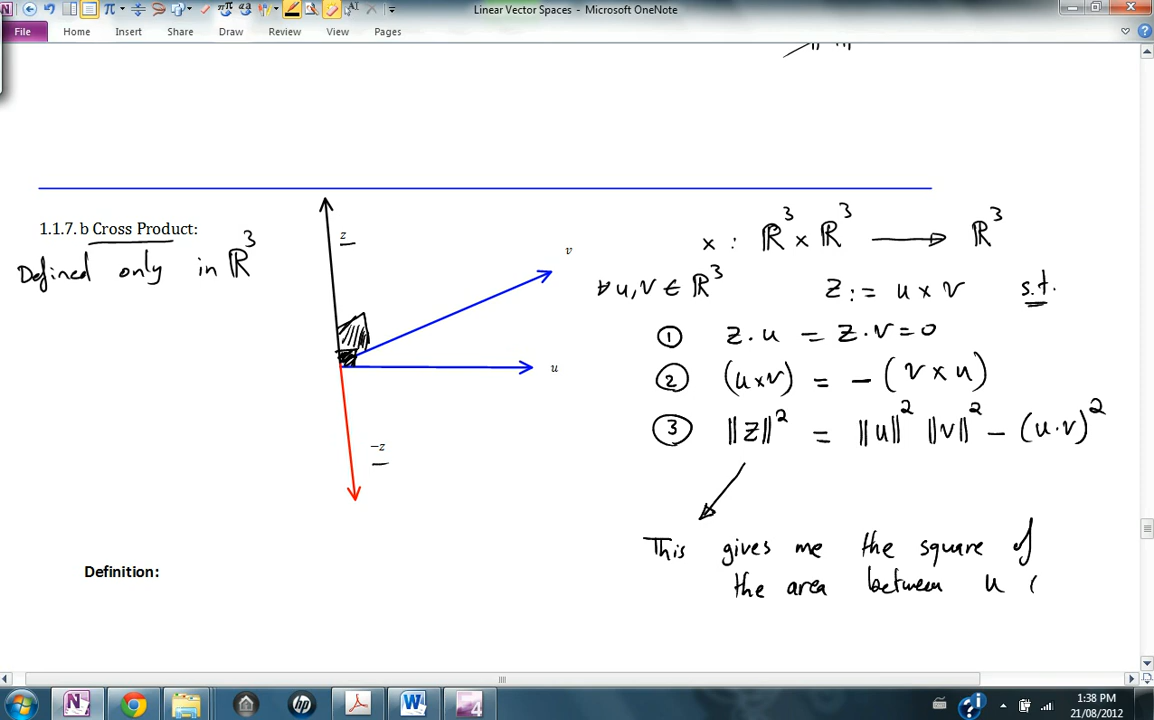 Linear Vector Spaces - Microsoft OneNote
File Home Insert Share Draw Review View Pages
1.1.7. b Cross Product:
Defined only in ℝ³
z
v
u
-z
× : ℝ³ × ℝ³ ⟶ ℝ³
∀ u, v ∈ ℝ³ z := u × v s.t.
① z · u = z · v = 0
② (u×v) = - (v × u)
③ ‖z‖² = ‖u‖² ‖v‖² - (u·v)²
This gives me the square of
the area between u
Definition:
1:38 PM
21/08/2012